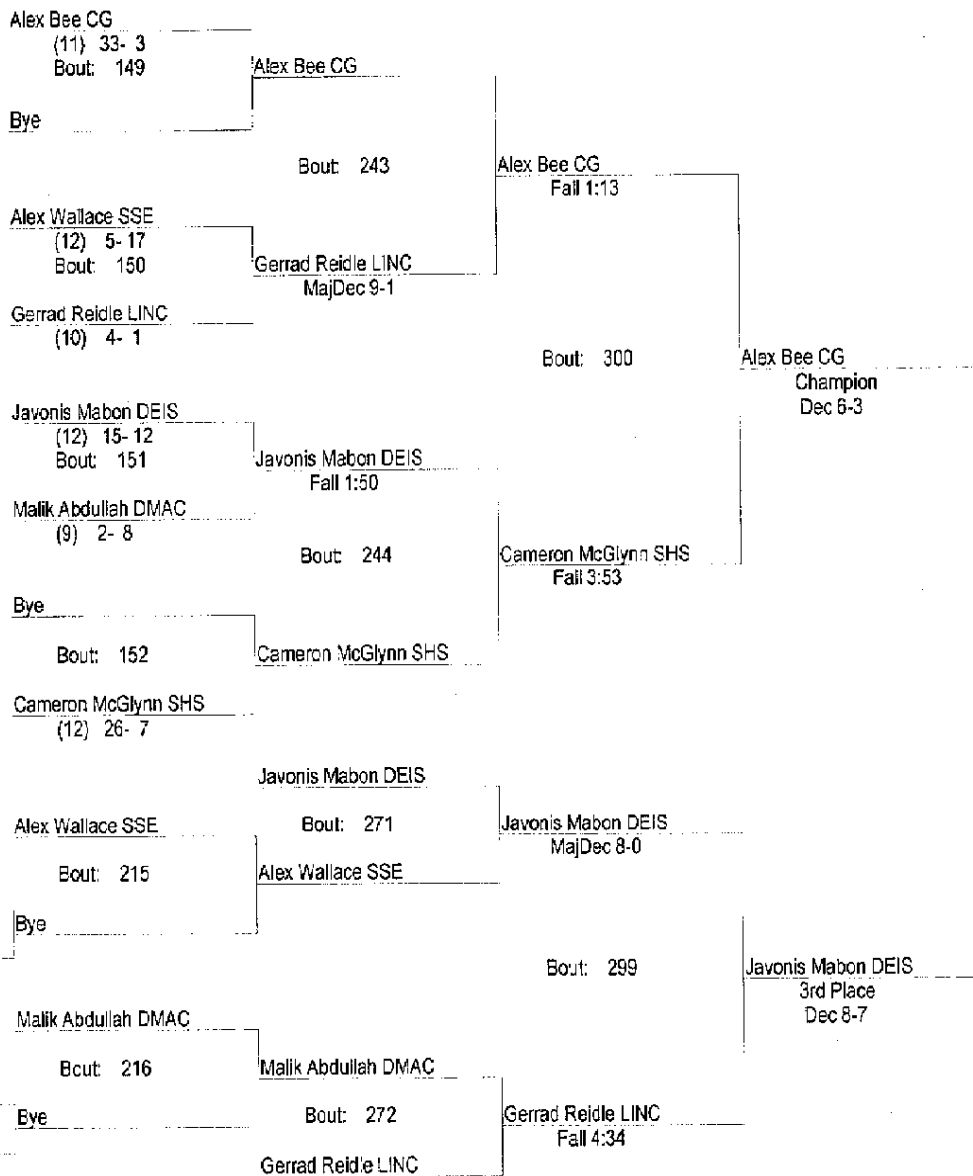 Alex Bee CG
(11) 33- 3
Bout: 149
Alex Bee CG
Bye
Bout: 243
Alex Bee CG
Fall 1:13
Alex Wallace SSE
(12) 5- 17
Bout: 150
Gerrad Reidle LINC
MajDec 9-1
Gerrad Reidle LINC
(10) 4- 1
Bout: 300
Alex Bee CG
Champion
Dec 6-3
Javonis Mabon DEIS
(12) 15- 12
Bout: 151
Javonis Mabon DEIS
Fall 1:50
Malik Abdullah DMAC
(9) 2- 8
Bout: 244
Cameron McGlynn SHS
Fall 3:53
Bye
Bout: 152
Cameron McGlynn SHS
Cameron McGlynn SHS
(12) 26- 7
Javonis Mabon DEIS
Alex Wallace SSE
Bout: 271
Javonis Mabon DEIS
MajDec 8-0
Bout: 215
Alex Wallace SSE
Bye
Bout: 299
Javonis Mabon DEIS
3rd Place
Dec 8-7
Malik Abdullah DMAC
Bout: 216
Malik Abdullah DMAC
Bye
Bout: 272
Gerrad Reidle LINC
Fall 4:34
Gerrad Reidle LINC